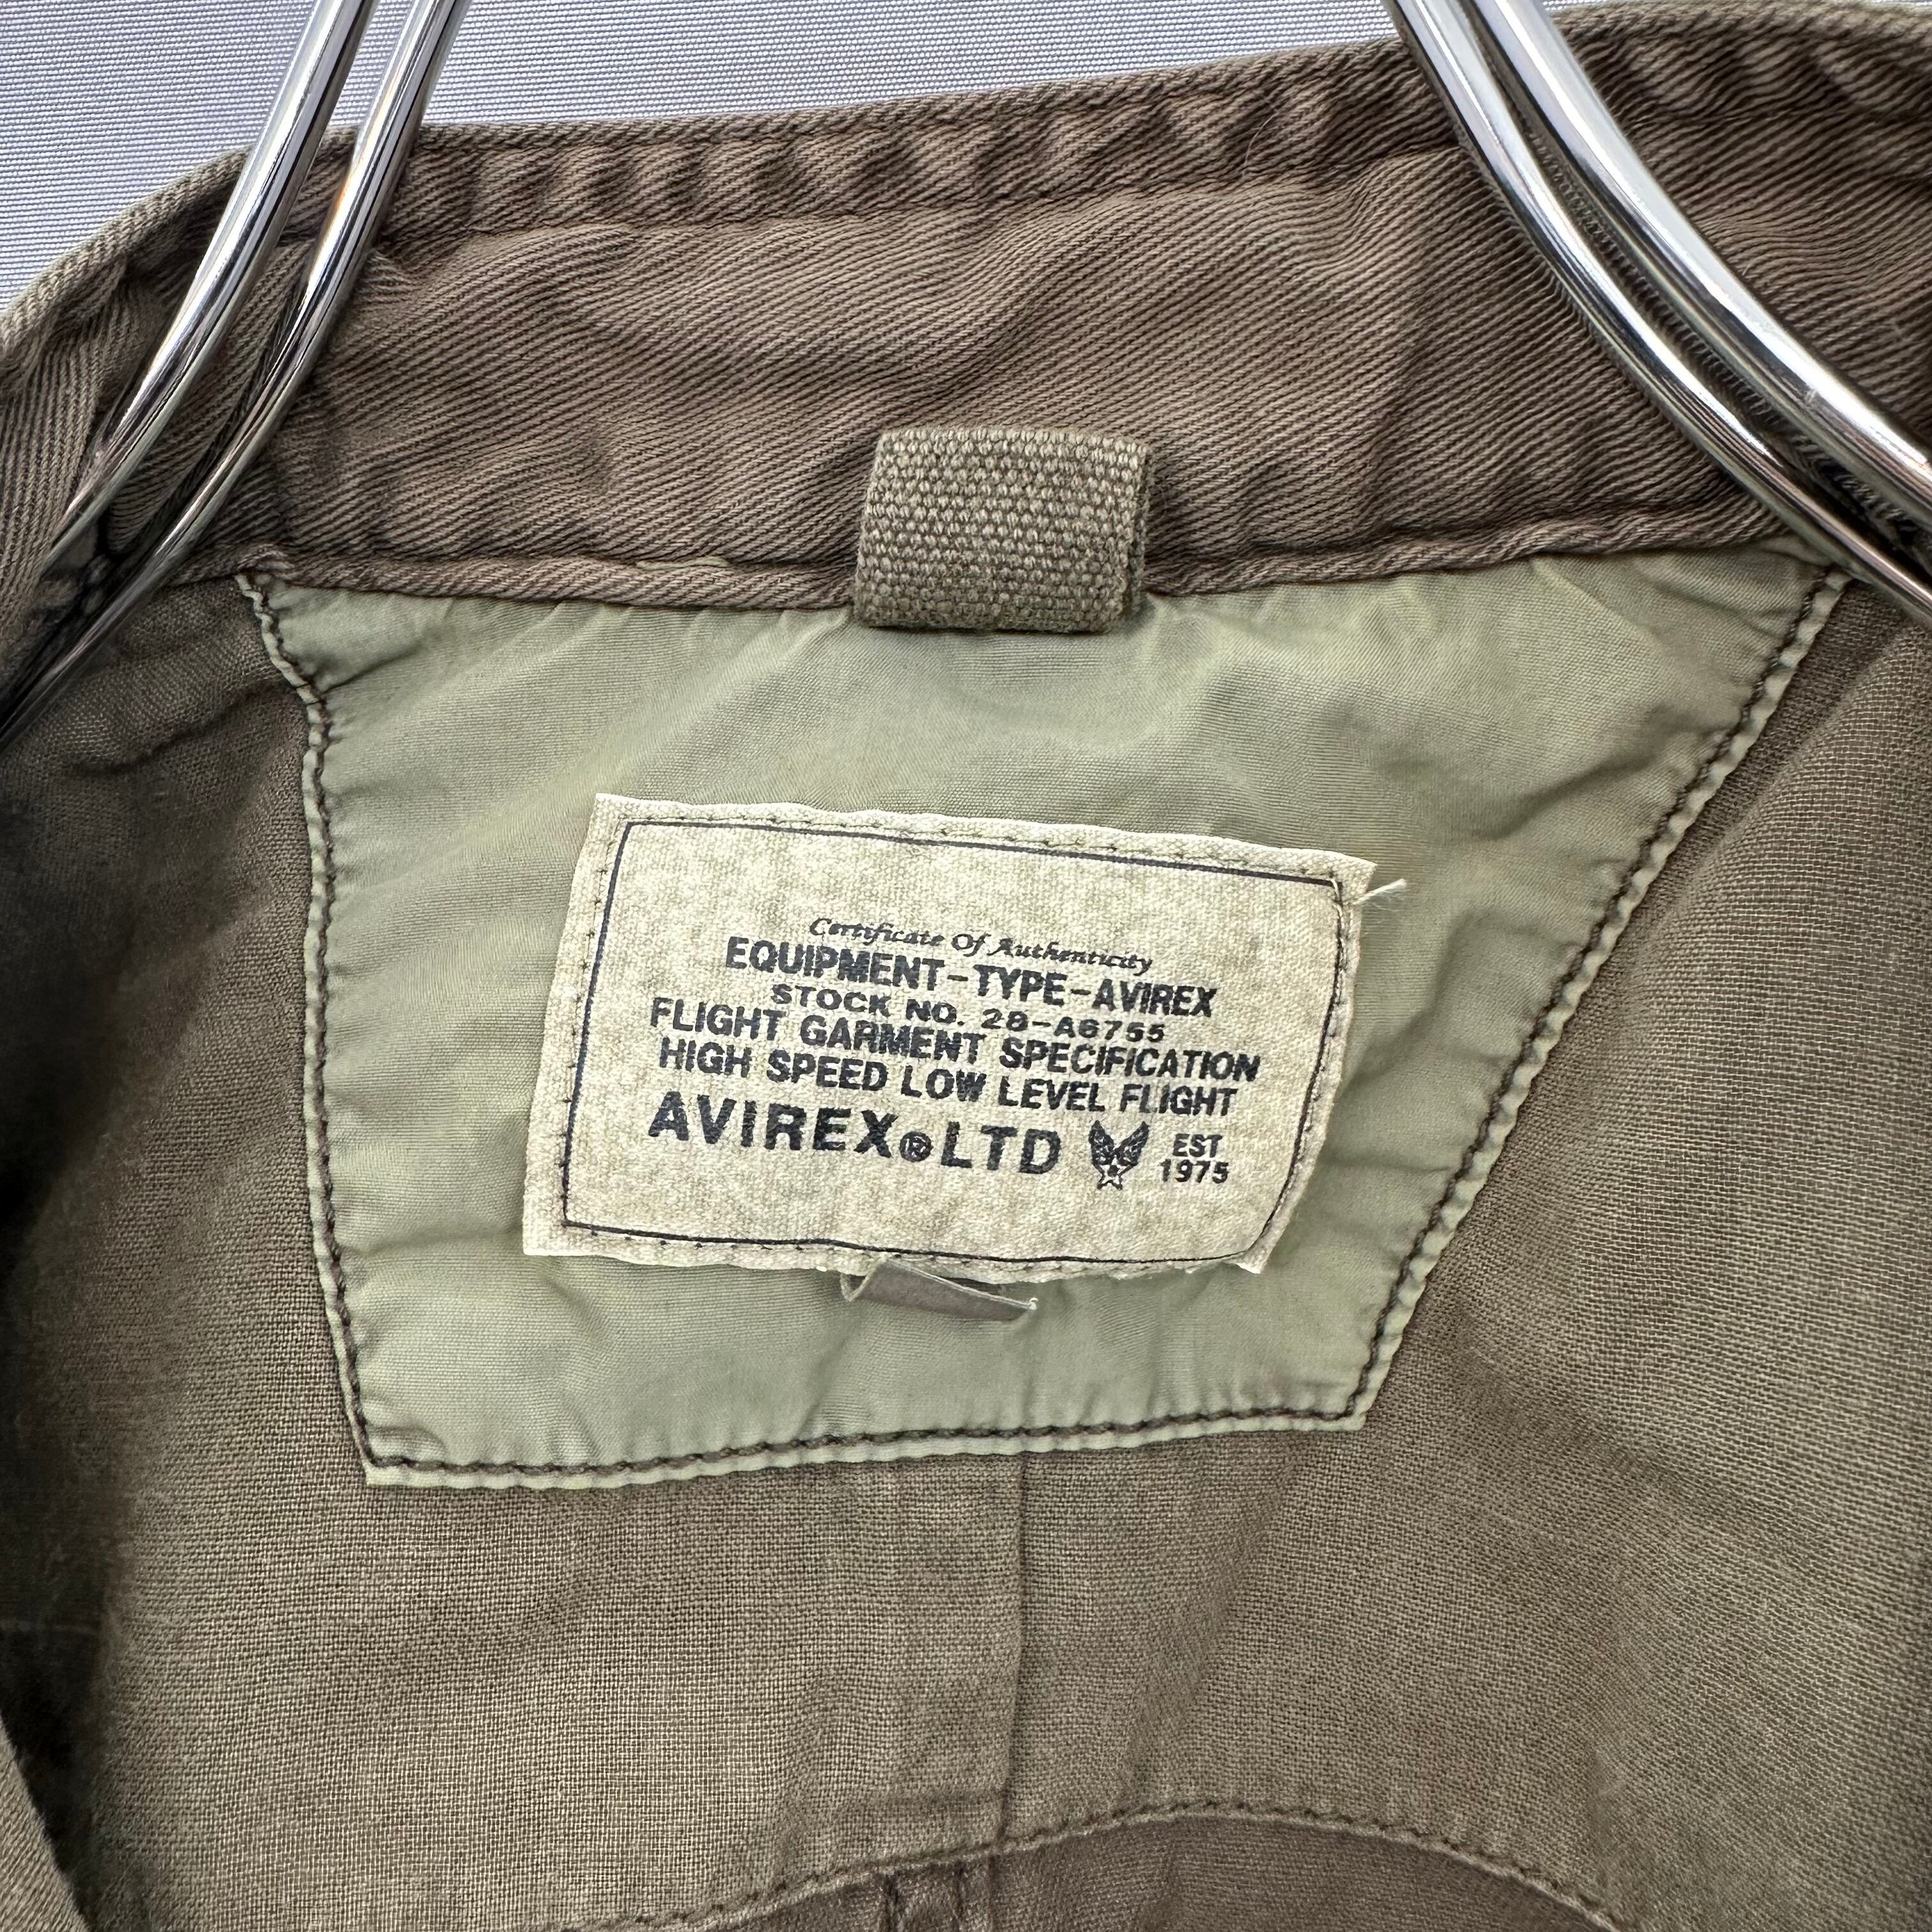 Certificate Of Authenticity
EQUIPMENT-TYPE-AVIREX
STOCK NO. 28-A6755
FLIGHT GARMENT SPECIFICATION
HIGH SPEED LOW LEVEL FLIGHT
AVIREX®LTD EST 1975